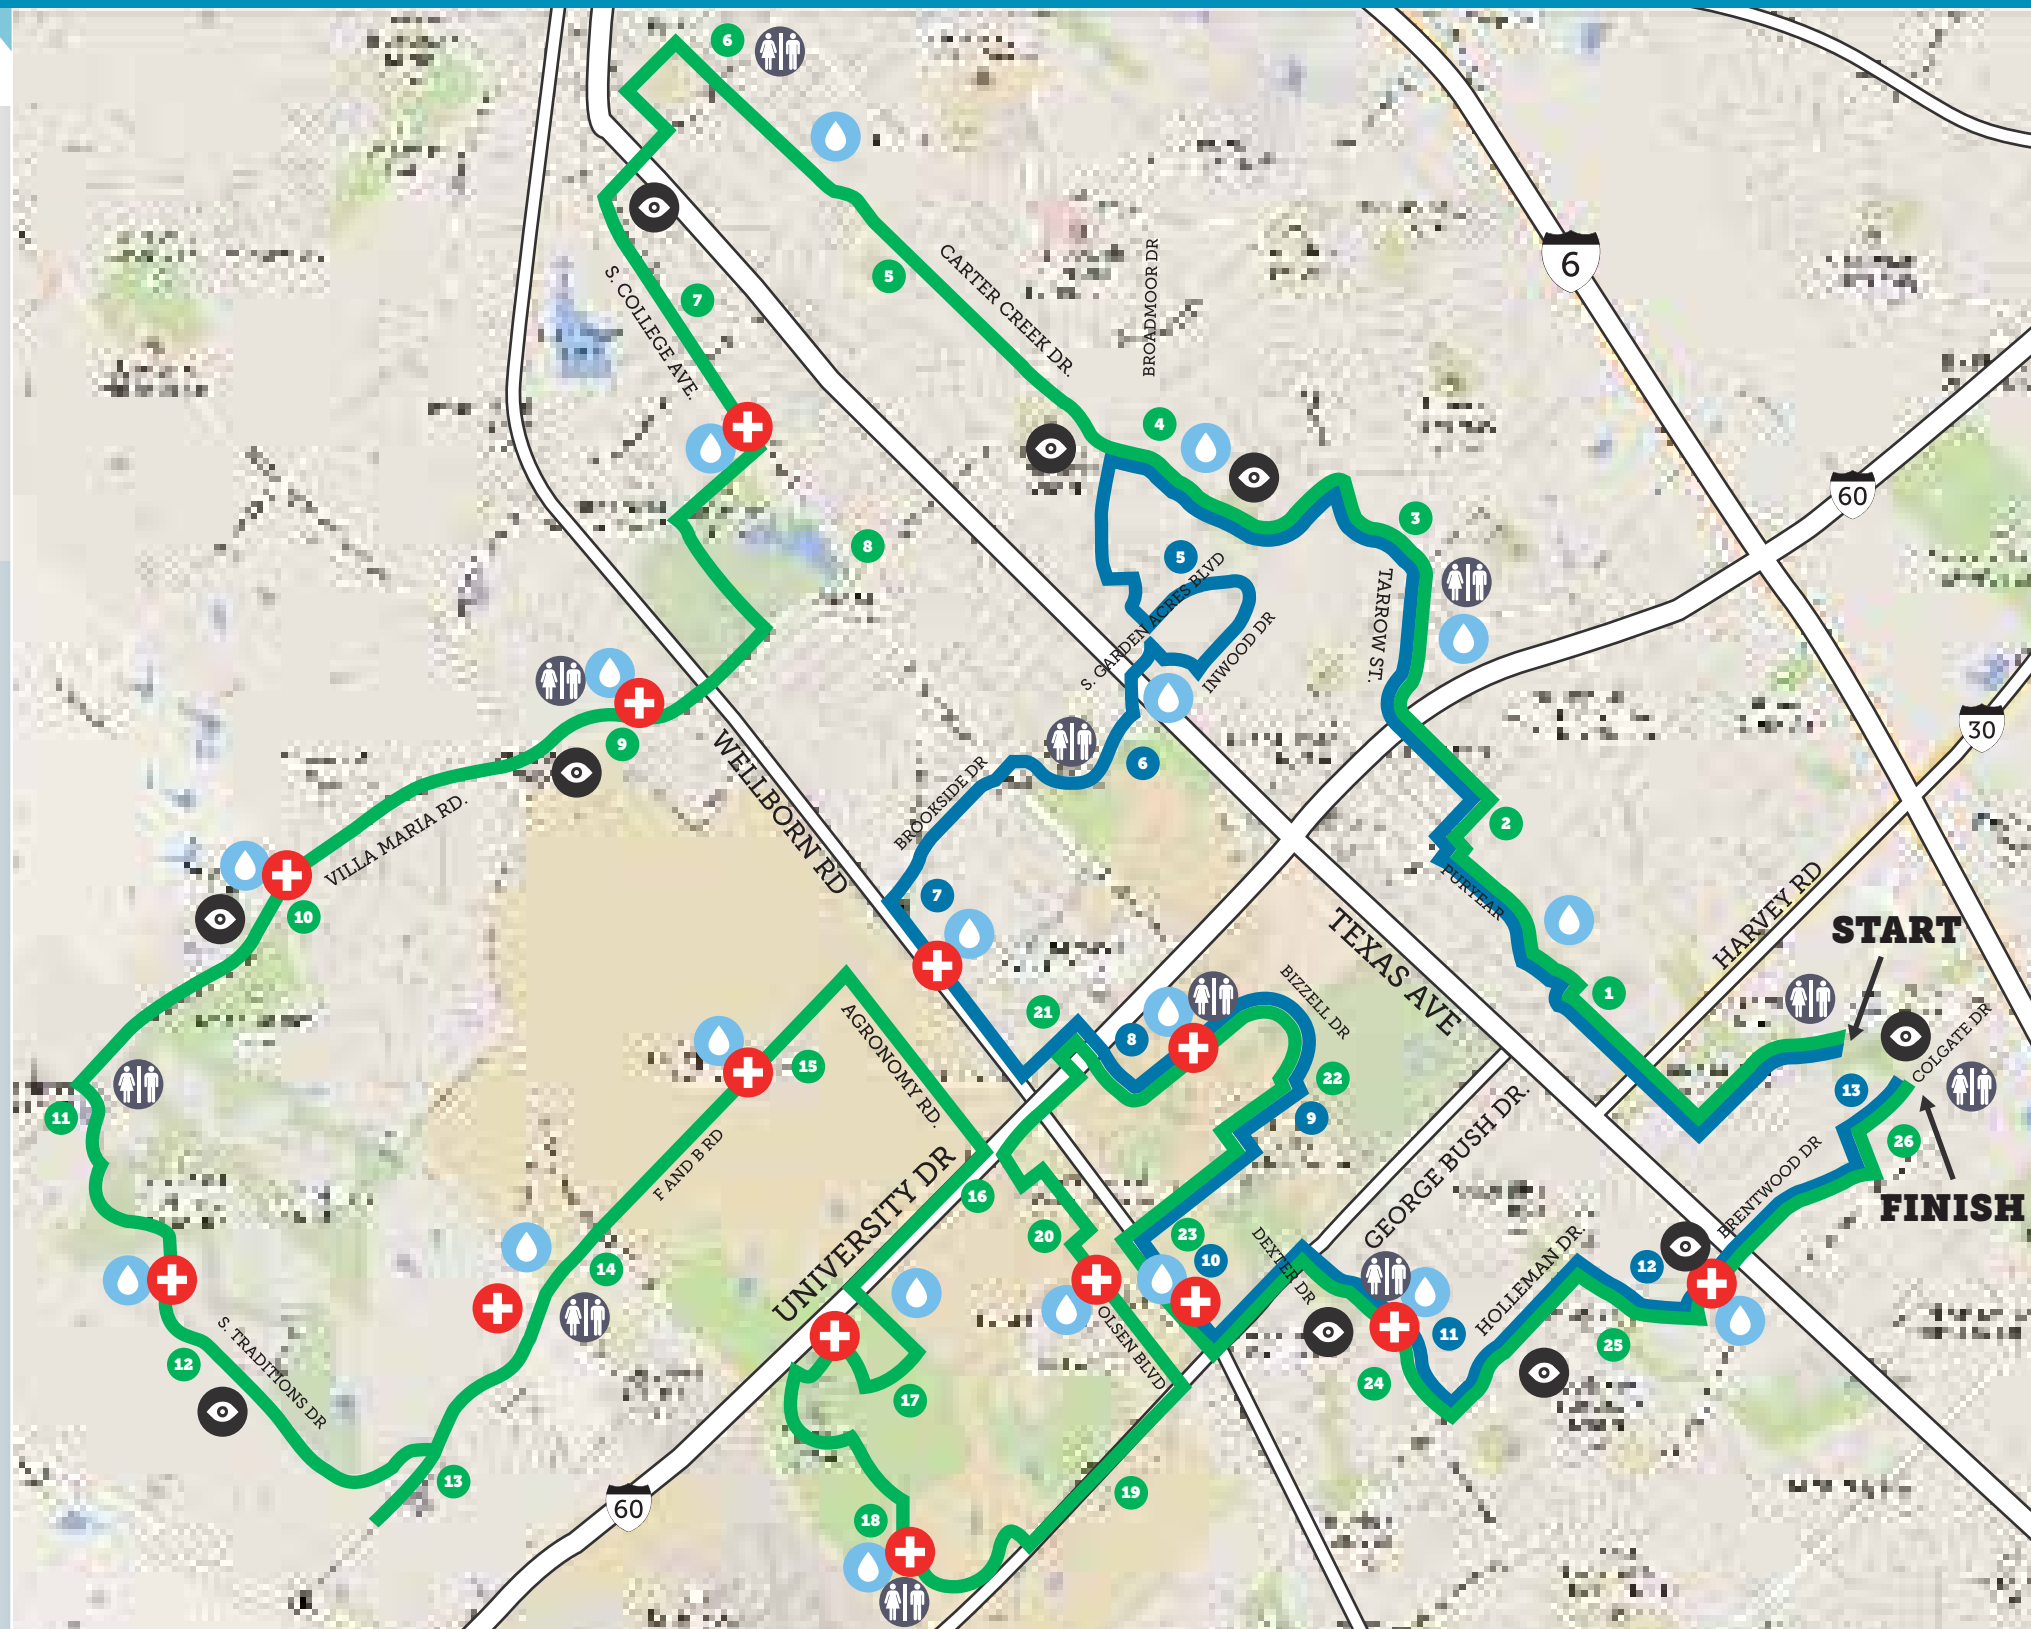 6
5
CARTER CREEK DR.
BROADMOOR DR
6
S. COLLEGE AVE.
7
4
60
3
8
5
S. GARDEN ACRES BLVD
INWOOD DR
TARROW ST.
30
9
WELLBORN RD
6
BROOKSIDE DR
VILLA MARIA RD.
2
PURYEAR
10
7
TEXAS AVE
HARVEY RD
START
1
BIZZELL DR
21
8
AGRONOMY RD.
15
COLGATE DR
22
13
11
9
26
GEORGE BUSH DR.
F AND B RD
UNIVERSITY DR
BRENTWOOD DR
16
FINISH
20
23
10
DEXTER DR
14
12
HOLLEMAN DR.
S. TRADITIONS DR
12
OLSEN BLVD
11
25
24
17
13
19
60
18